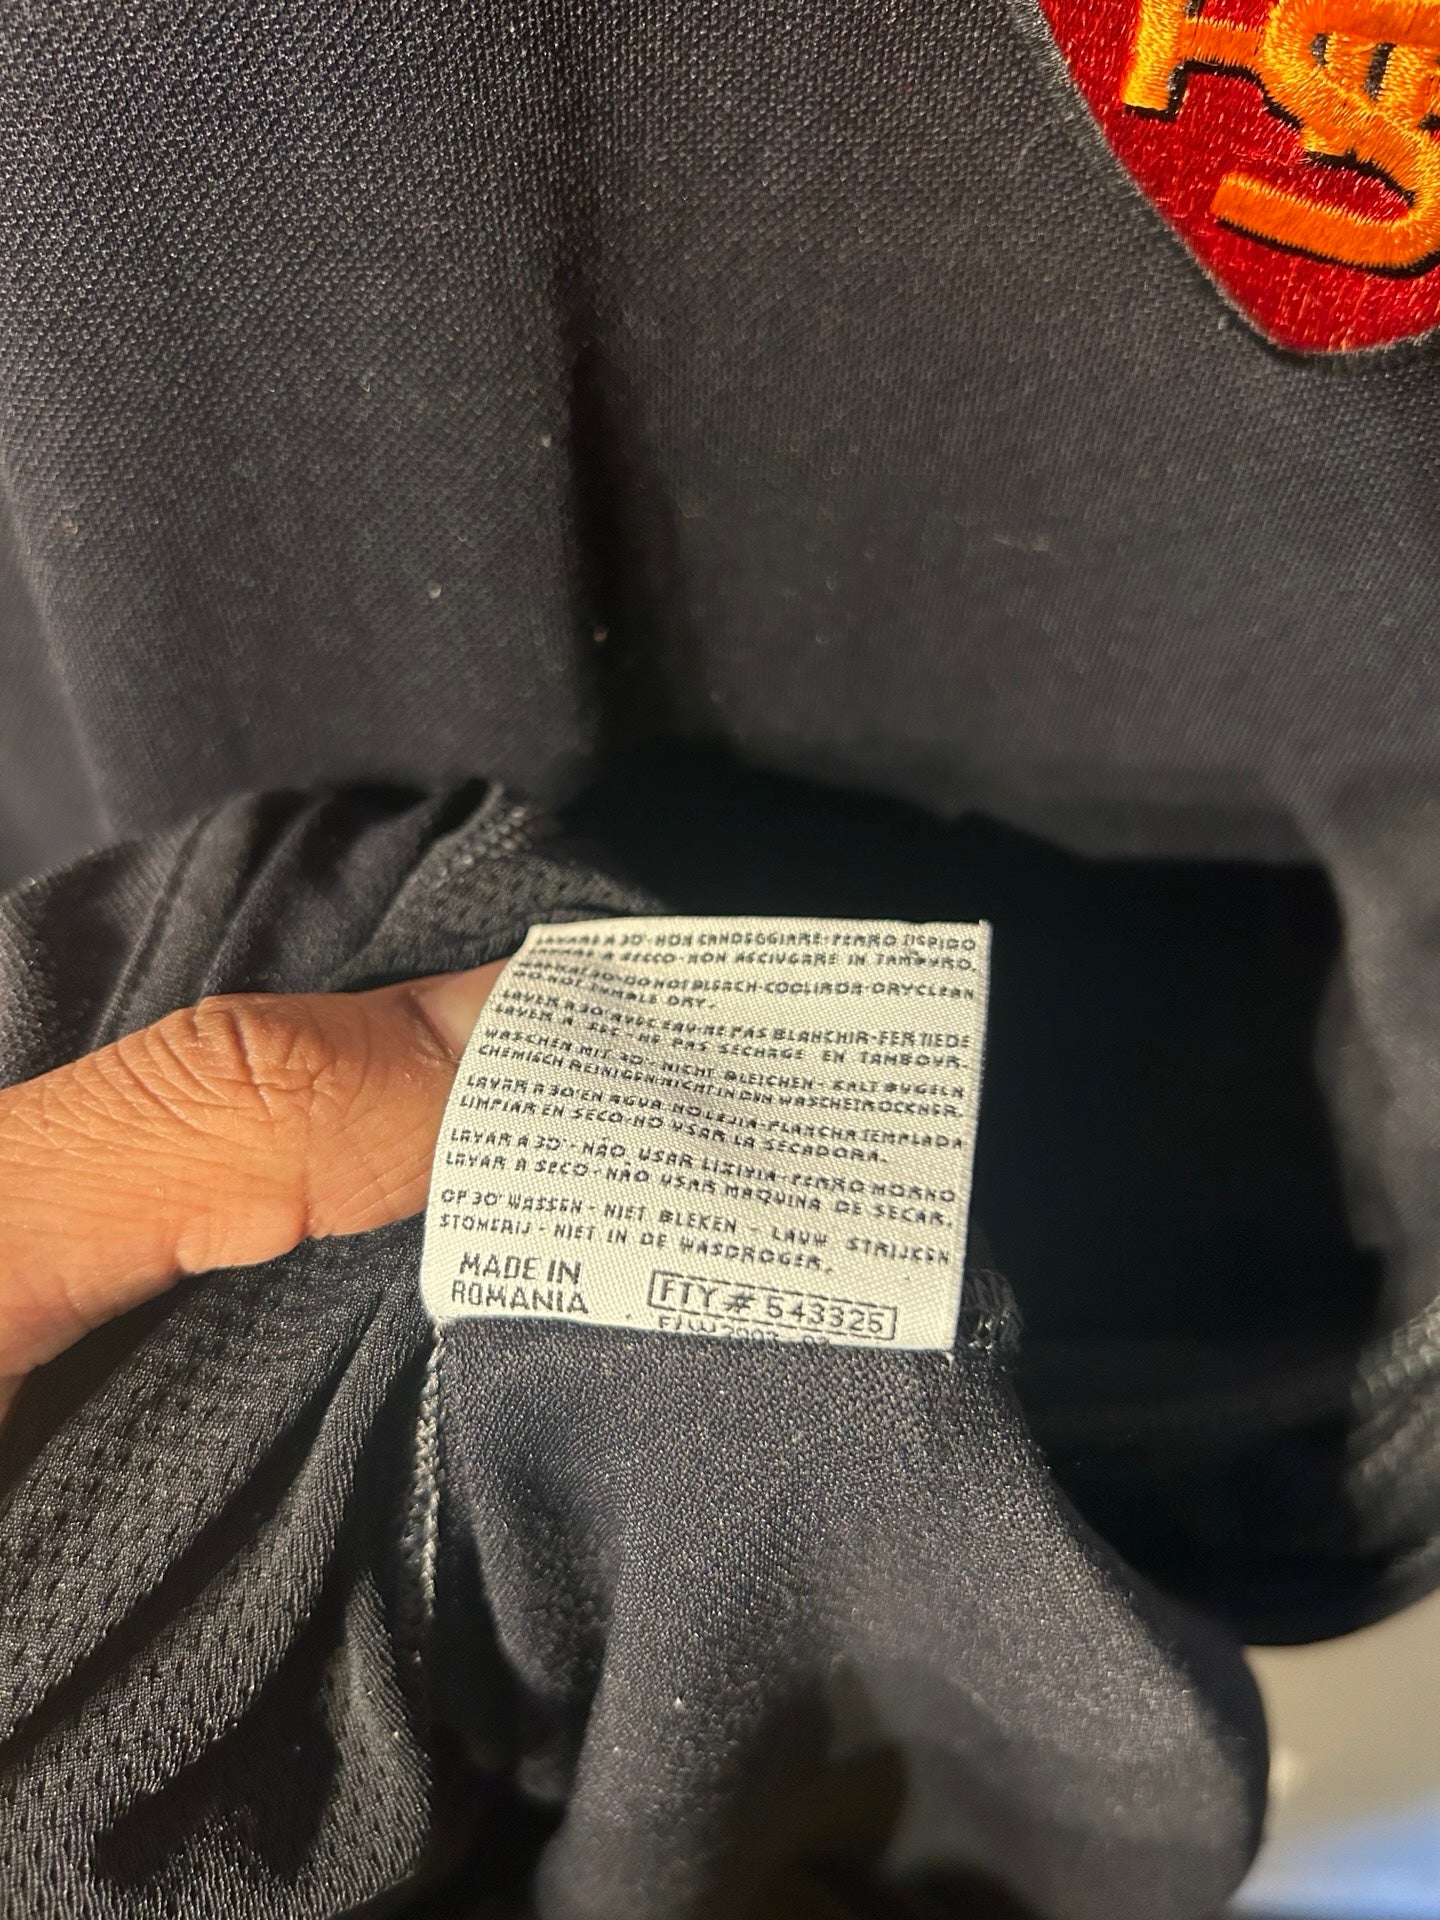 LAVARE A 30°-NON CANDEGGIARE-FERRO TIEPIDO
LAVARE A SECCO-NON ASCIUGARE IN TAMBURO.
30°-DO NOT BLEACH-COOL IRON-DRY CLEAN
DO NOT TUMBLE DRY.
LAVER A 30° AVEC EAU-NE PAS BLANCHIR-FER TIEDE
LAVER A SEC-NE PAS SECHAGE EN TAMBOUR.
WASCHEN MIT 30°-NICHT BLEICHEN-KALT BUGELN
CHEMISCH REINIGEN-NICHT IN DEN WASCHETROCKNER.
LAVAR A 30°EN AGUA-NO LEJIA-PLANCHA TEMPLADA
LIMPIAR EN SECO-NO USAR LA SECADORA.
LAVAR A 30°-NÃO USAR LIXIVIA-FERRO MORNO
LAVAR A SECO-NÃO USAR MAQUINA DE SECAR.
OP 30° WASSEN - NIET BLEKEN - LAUW STRIJKEN
STOMERIJ - NIET IN DE WASDROGER.
MADE IN
ROMANIA
FTY # 543325